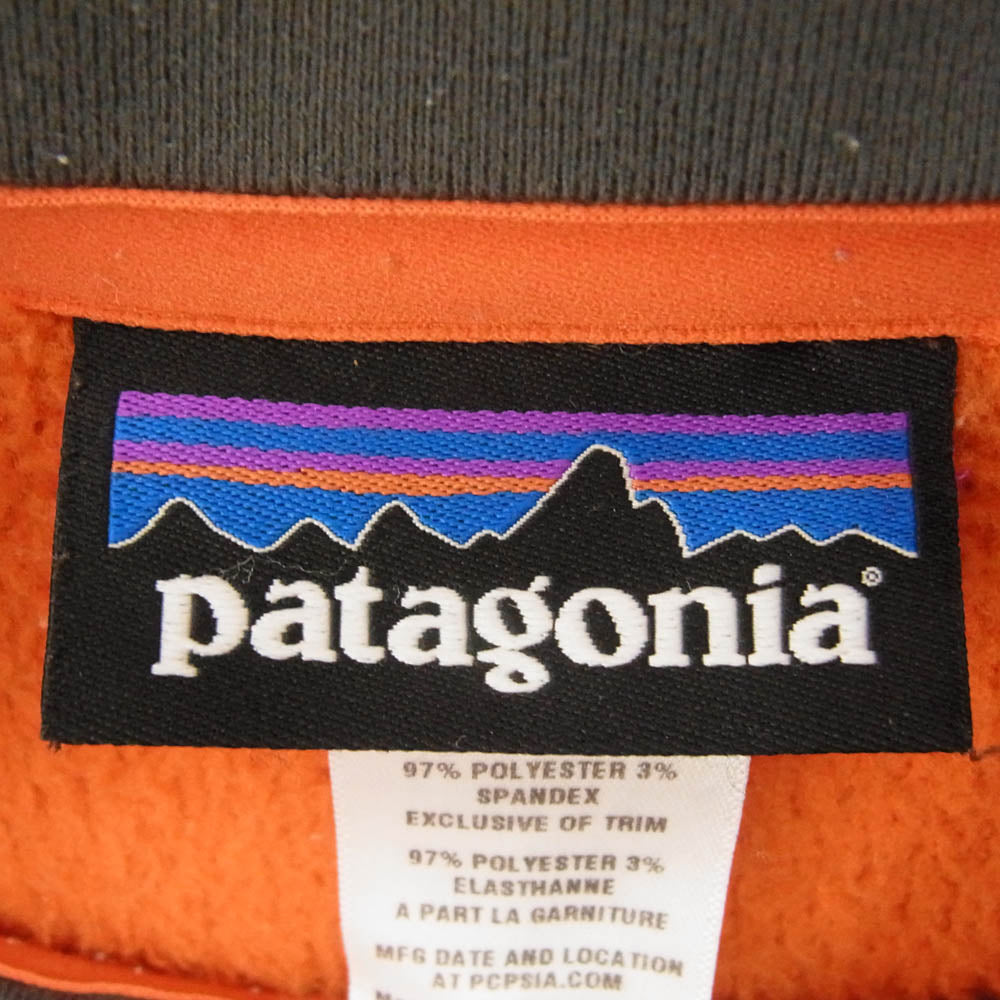 patagonia®
97% POLYESTER 3%
SPANDEX
EXCLUSIVE OF TRIM
97% POLYESTER 3%
ELASTHANNE
A PART LA GARNITURE
MFG DATE AND LOCATION
AT PCPSIA.COM